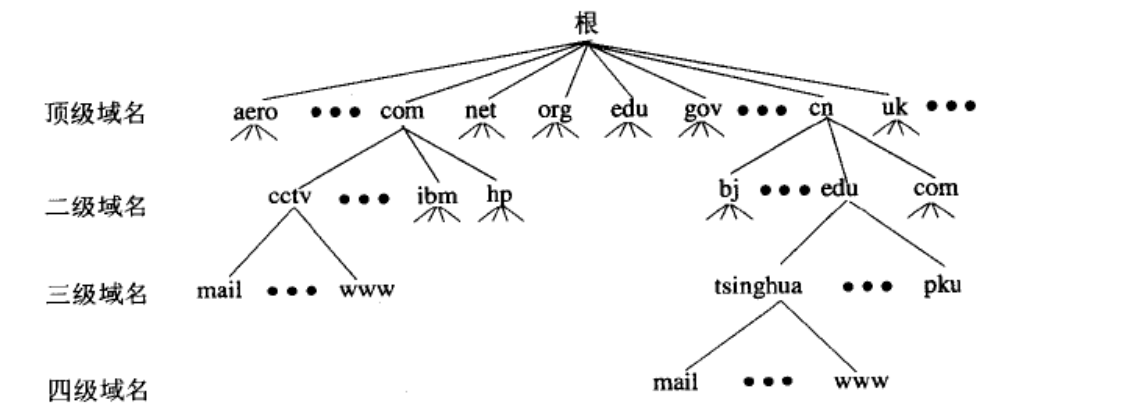 根
顶级域名 aero ••• com net org edu gov ••• cn uk •••
二级域名 cctv ••• ibm hp bj ••• edu com
三级域名 mail ••• www tsinghua ••• pku
四级域名 mail ••• www